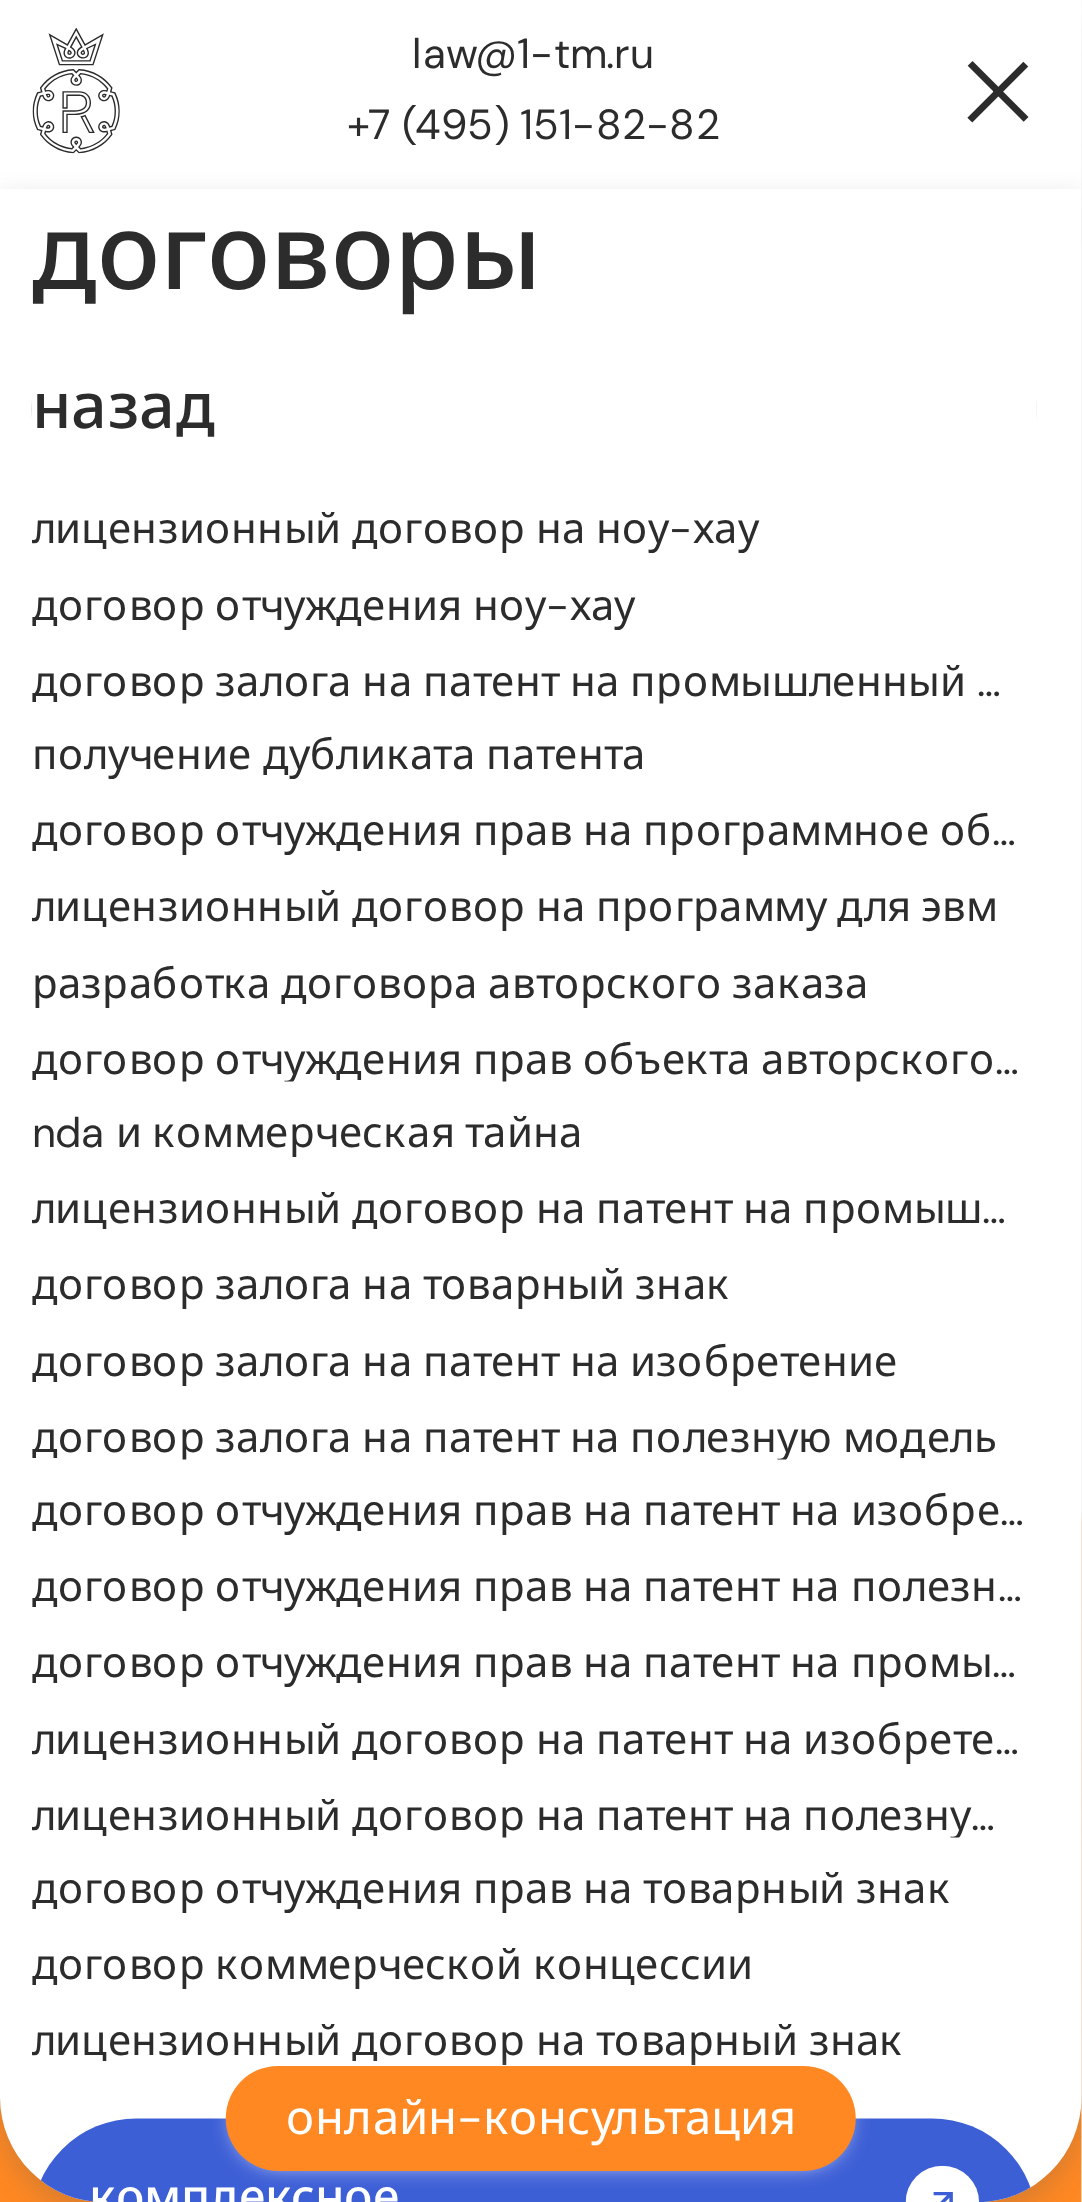 law@1-tm.ru
+7 (495) 151-82-82
R
договоры
назад
лицензионный договор на ноу-хау
договор отчуждения ноу-хау
договор залога на патент на промышленный ...
получение дубликата патента
договор отчуждения прав на программное об...
лицензионный договор на программу для эвм
разработка договора авторского заказа
договор отчуждения прав объекта авторского...
nda и коммерческая тайна
лицензионный договор на патент на промыш...
договор залога на товарный знак
договор залога на патент на изобретение
договор залога на патент на полезную модель
договор отчуждения прав на патент на изобре...
договор отчуждения прав на патент на полезн...
договор отчуждения прав на патент на промы...
лицензионный договор на патент на изобрете...
лицензионный договор на патент на полезну...
договор отчуждения прав на товарный знак
договор коммерческой концессии
лицензионный договор на товарный знак
онлайн-консультация
комплексное